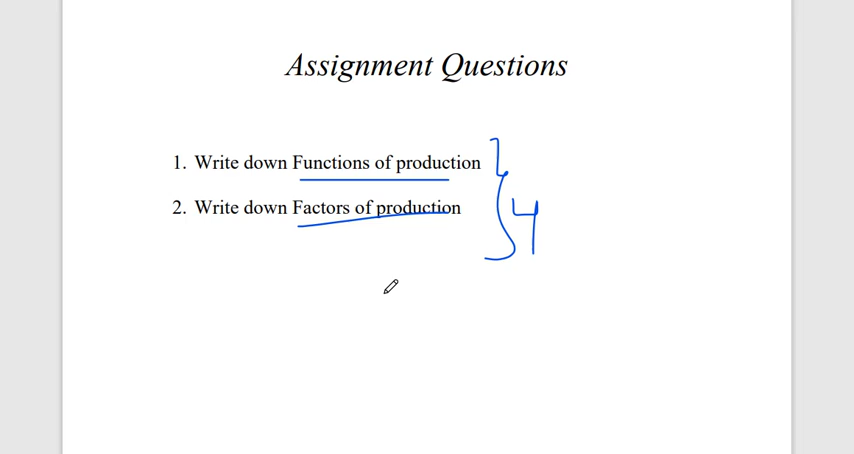 Assignment Questions
1. Write down Functions of production
2. Write down Factors of production
4